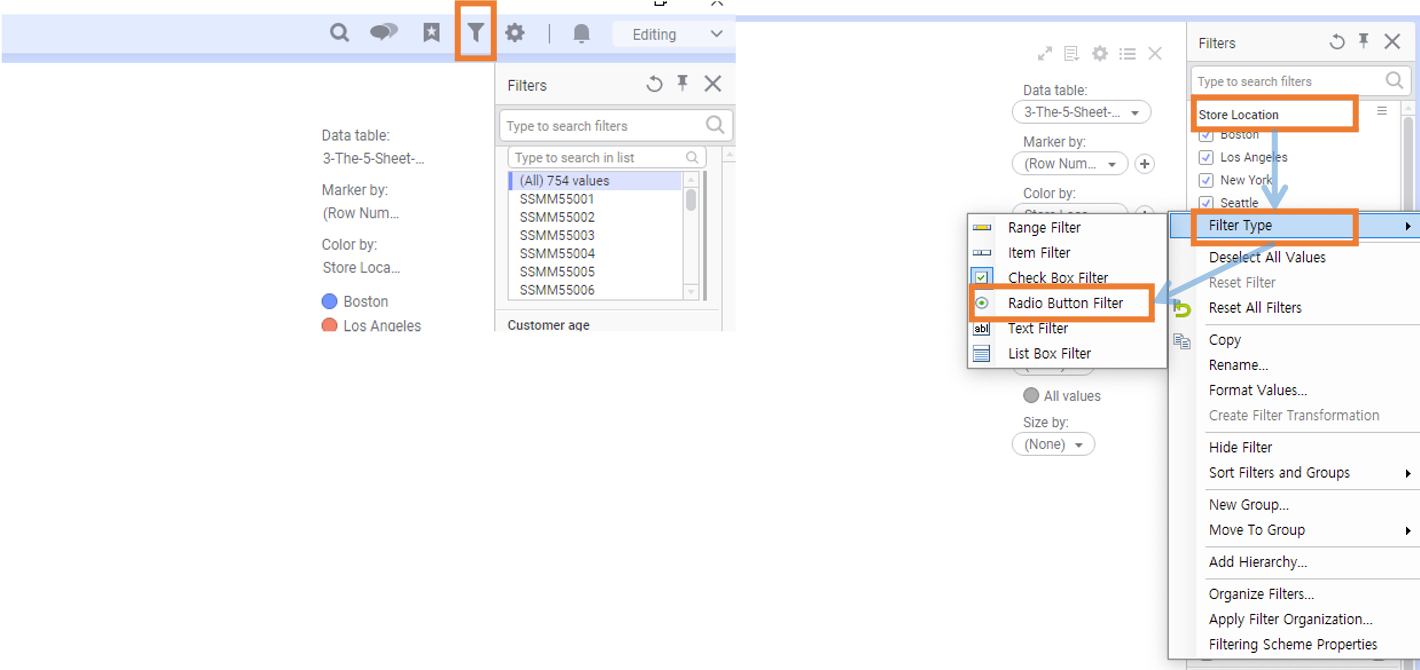 Editing
Filters
Type to search filters
Data table:
3-The-5-Sheet-...
Marker by:
(Row Num...
Color by:
Store Loca...
Boston
Los Angeles
Type to search in list
(All) 754 values
SSMM55001
SSMM55002
SSMM55003
SSMM55004
SSMM55005
SSMM55006
Customer age
Data table:
3-The-5-Sheet-...
Marker by:
(Row Num...
Color by:
All values
Size by:
(None)
Filters
Type to search filters
Store Location
Boston
Los Angeles
New York
Seattle
Range Filter
Item Filter
Check Box Filter
Radio Button Filter
abl
Text Filter
List Box Filter
Filter Type
Deselect All Values
Reset Filter
Reset All Filters
Copy
Rename...
Format Values...
Create Filter Transformation
Hide Filter
Sort Filters and Groups
New Group...
Move To Group
Add Hierarchy...
Organize Filters...
Apply Filter Organization...
Filtering Scheme Properties